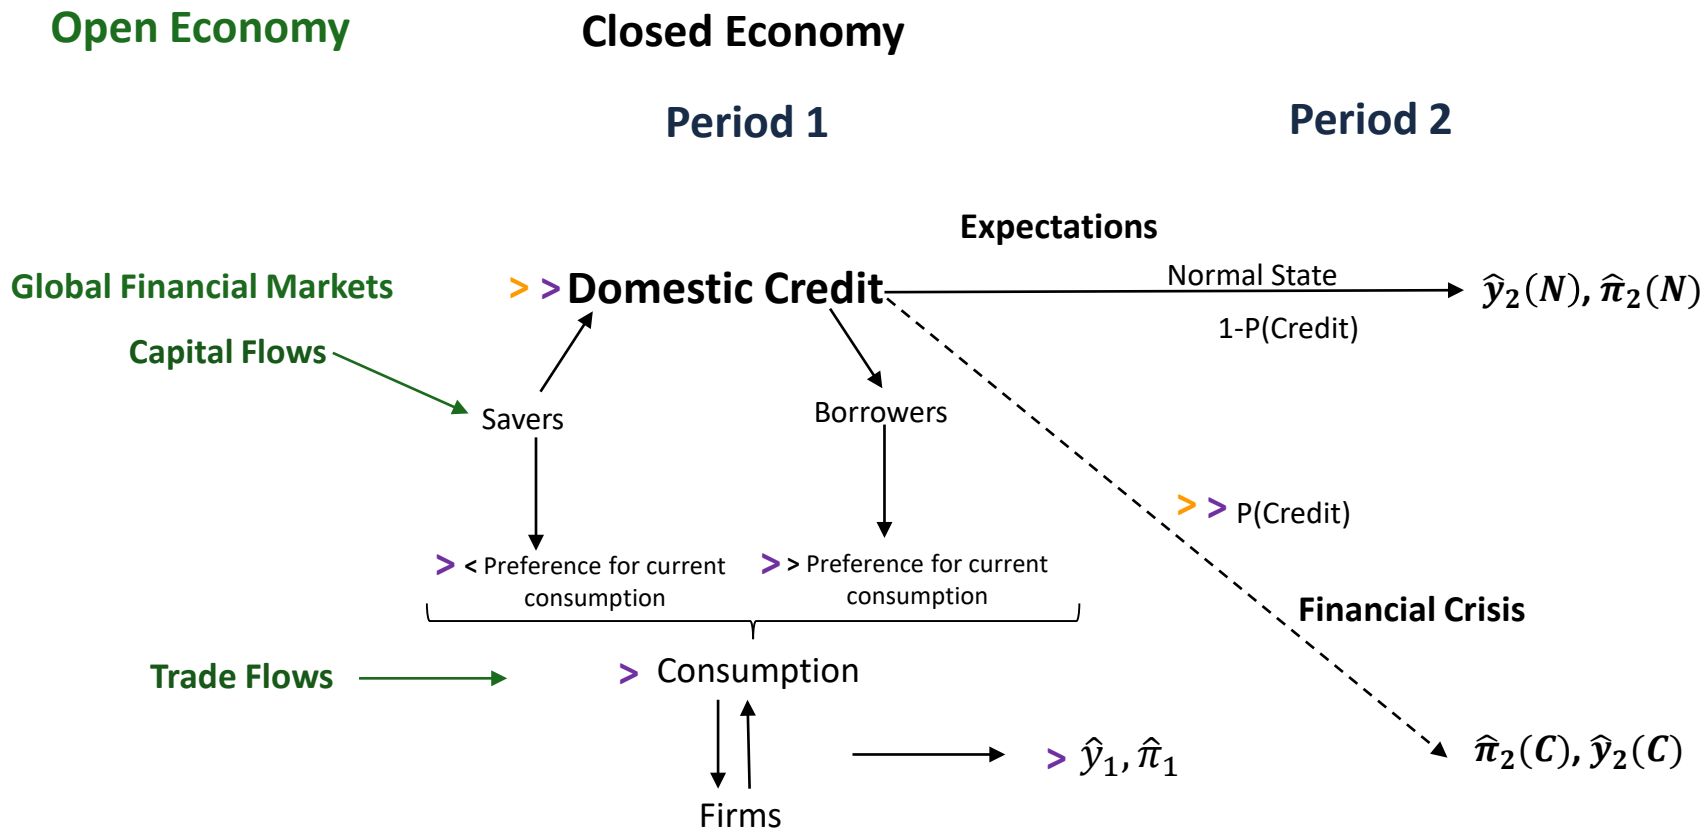 Open Economy
Closed Economy
Period 1
Period 2
Expectations
Normal State
Global Financial Markets
> > Domestic Credit
ŷ₂(N), π̂₂(N)
1-P(Credit)
Capital Flows
Savers
Borrowers
> > P(Credit)
> < Preference for current
consumption
> > Preference for current
consumption
Financial Crisis
Trade Flows
> Consumption
> ŷ₁, π̂₁
π̂₂(C), ŷ₂(C)
Firms